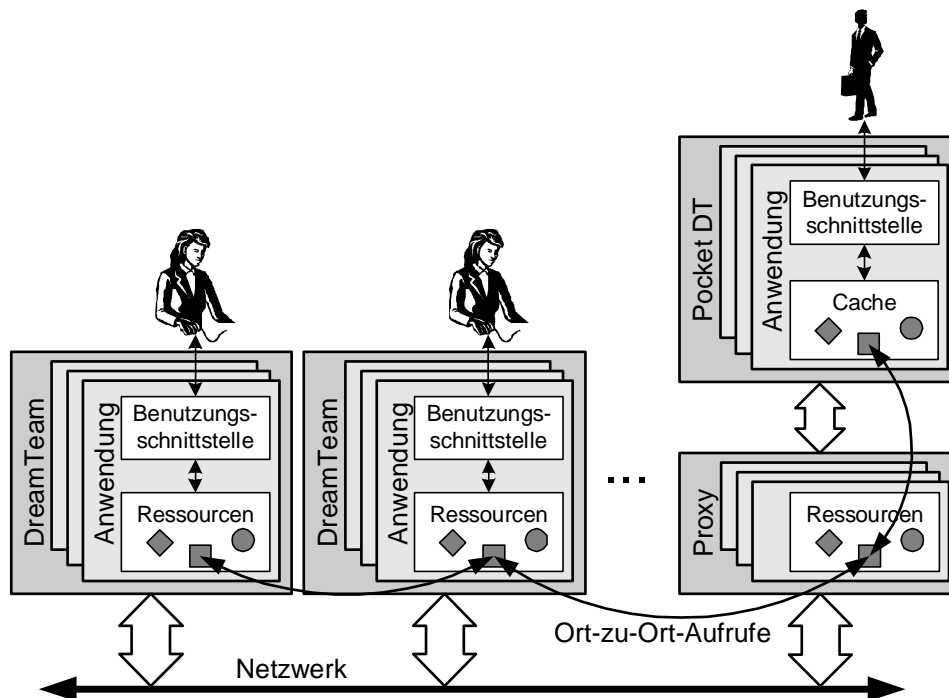 Pocket DT
Anwendung
Benutzungs-
schnittstelle
Cache
DreamTeam
Anwendung
Benutzungs-
schnittstelle
Ressourcen
DreamTeam
Anwendung
Benutzungs-
schnittstelle
Ressourcen
...
Proxy
Ressourcen
Ort-zu-Ort-Aufrufe
Netzwerk